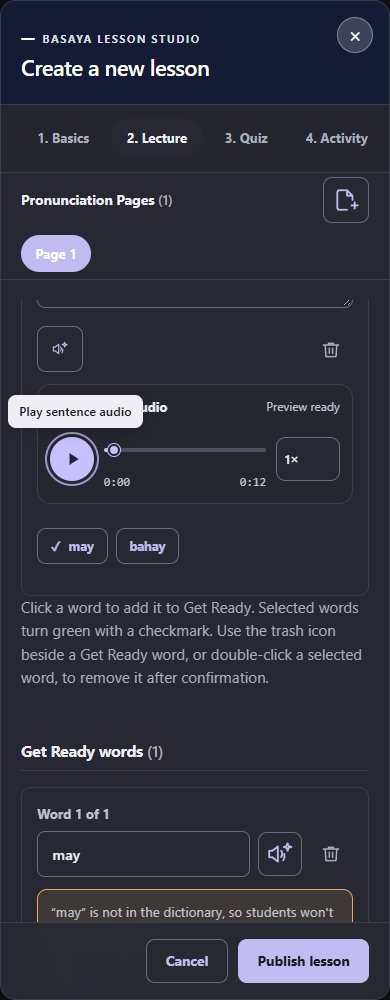 BASAYA LESSON STUDIO
Create a new lesson
1. Basics
2. Lecture
3. Quiz
4. Activity
Pronunciation Pages (1)
Page 1
Play sentence audio
Preview ready
0:00
0:12
1×
✓ may
bahay
Click a word to add it to Get Ready. Selected words
turn green with a checkmark. Use the trash icon
beside a Get Ready word, or double-click a selected
word, to remove it after confirmation.
Get Ready words (1)
Word 1 of 1
may
"may" is not in the dictionary, so students won't
Cancel
Publish lesson